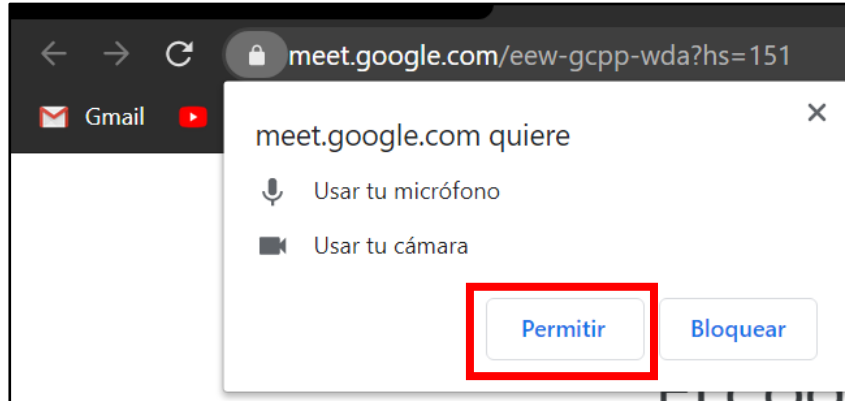 meet.google.com/eew-gcpp-wda?hs=151
Gmail
meet.google.com quiere
Usar tu micrófono
Usar tu cámara
Permitir
Bloquear